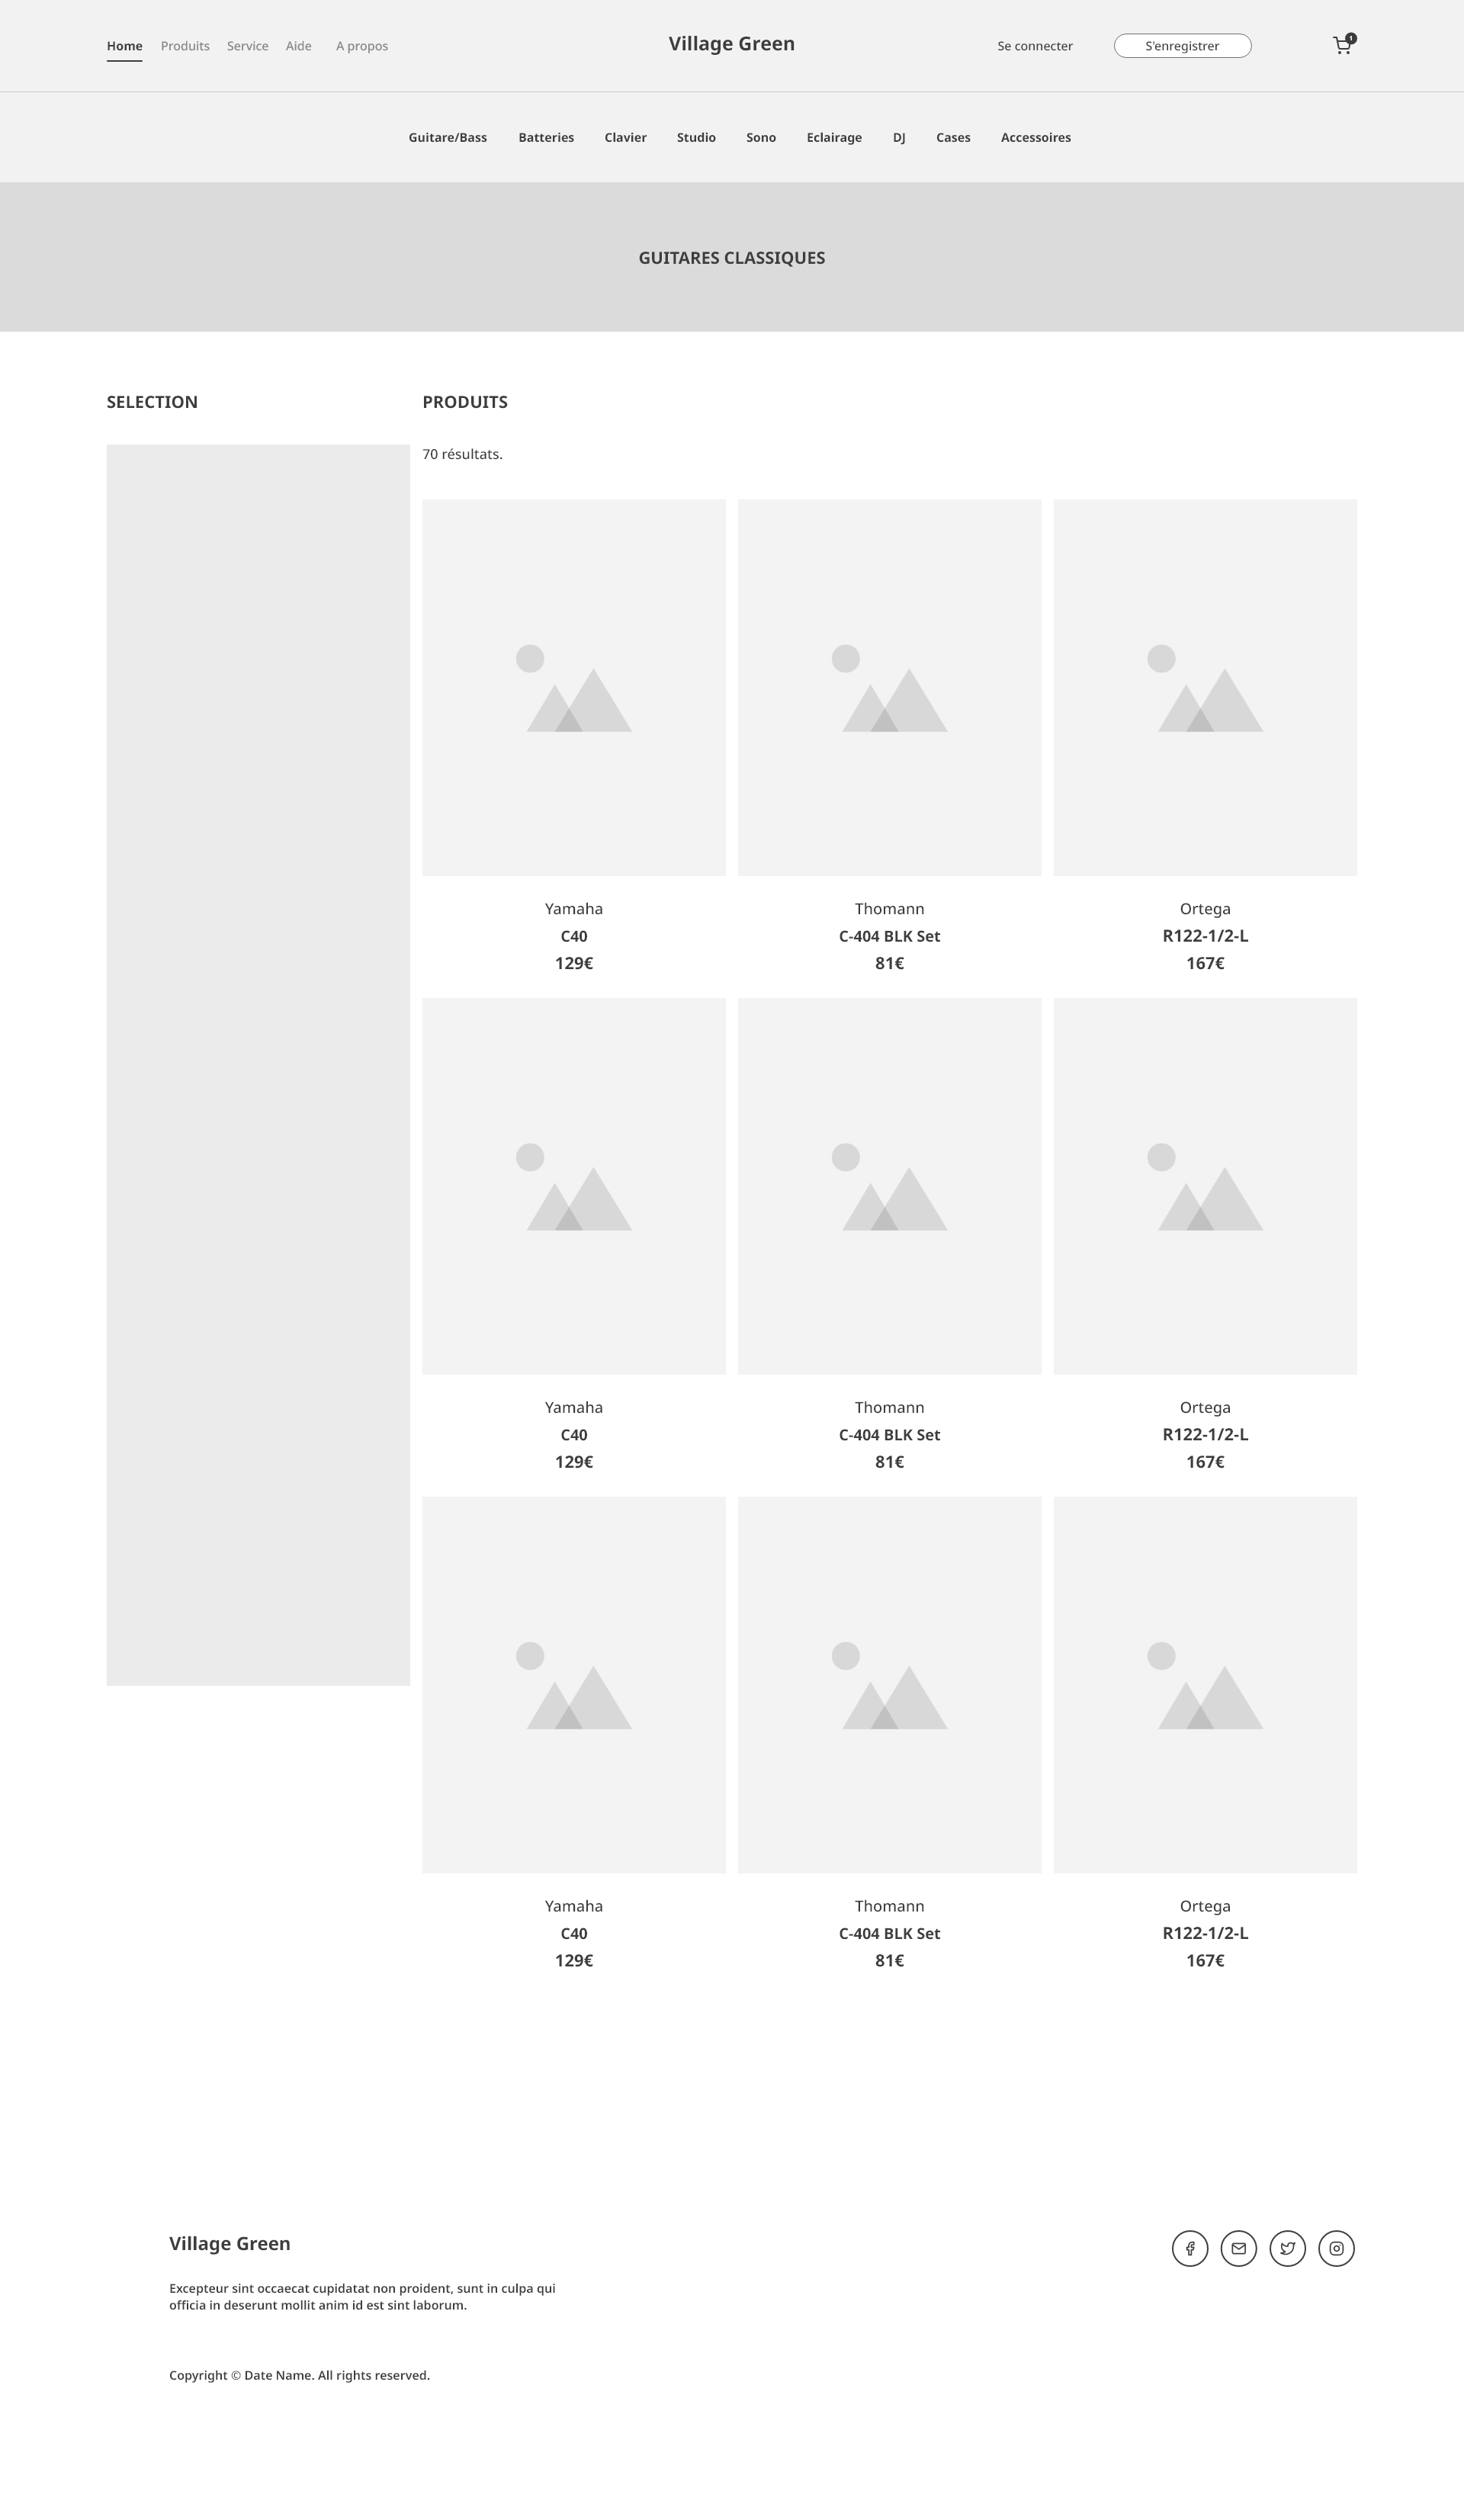 Home Produits Service Aide A propos
Village Green
Se connecter S'enregistrer 1
Guitare/Bass Batteries Clavier Studio Sono Eclairage DJ Cases Accessoires
GUITARES CLASSIQUES
SELECTION
PRODUITS
70 résultats.
Yamaha
C40
129€
Thomann
C-404 BLK Set
81€
Ortega
R122-1/2-L
167€
Yamaha
C40
129€
Thomann
C-404 BLK Set
81€
Ortega
R122-1/2-L
167€
Yamaha
C40
129€
Thomann
C-404 BLK Set
81€
Ortega
R122-1/2-L
167€
Village Green
Excepteur sint occaecat cupidatat non proident, sunt in culpa qui
officia in deserunt mollit anim id est sint laborum.
Copyright © Date Name. All rights reserved.